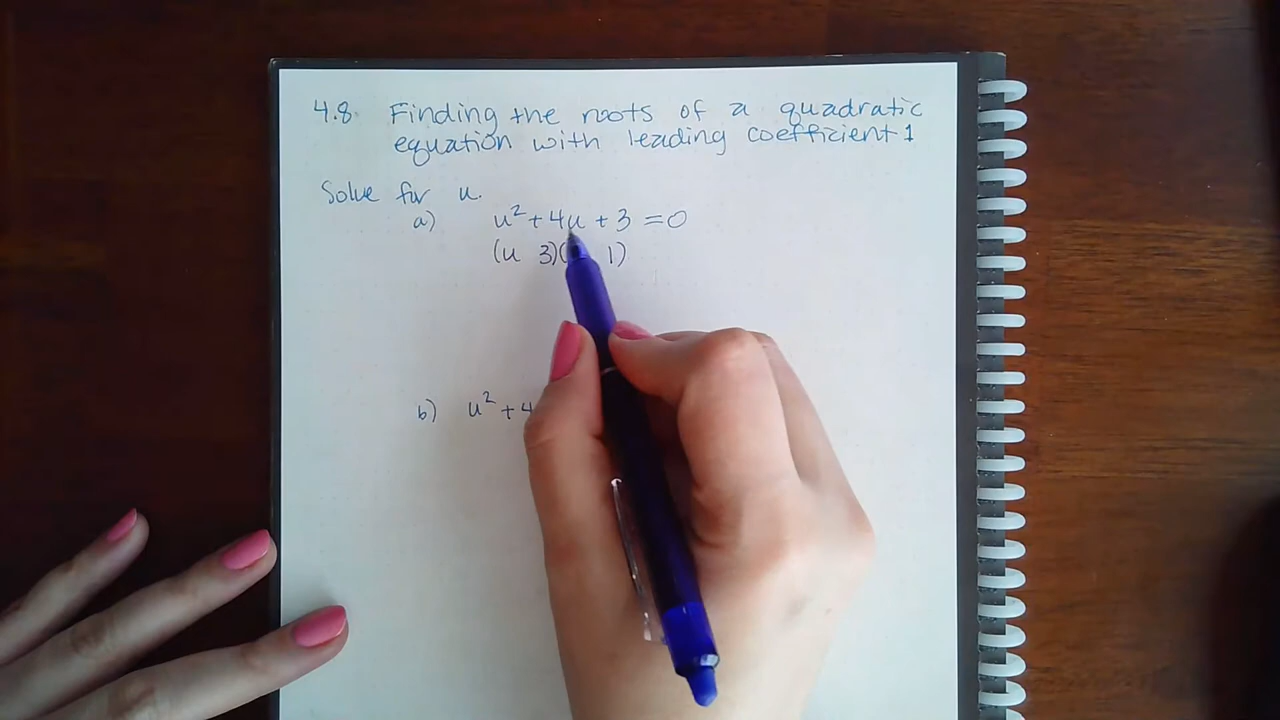 4.8 Finding the roots of a quadratic
equation with leading coefficient 1
Solve for u.
a) u² + 4u + 3 = 0
(u 3)( 1)
b) u² + 4